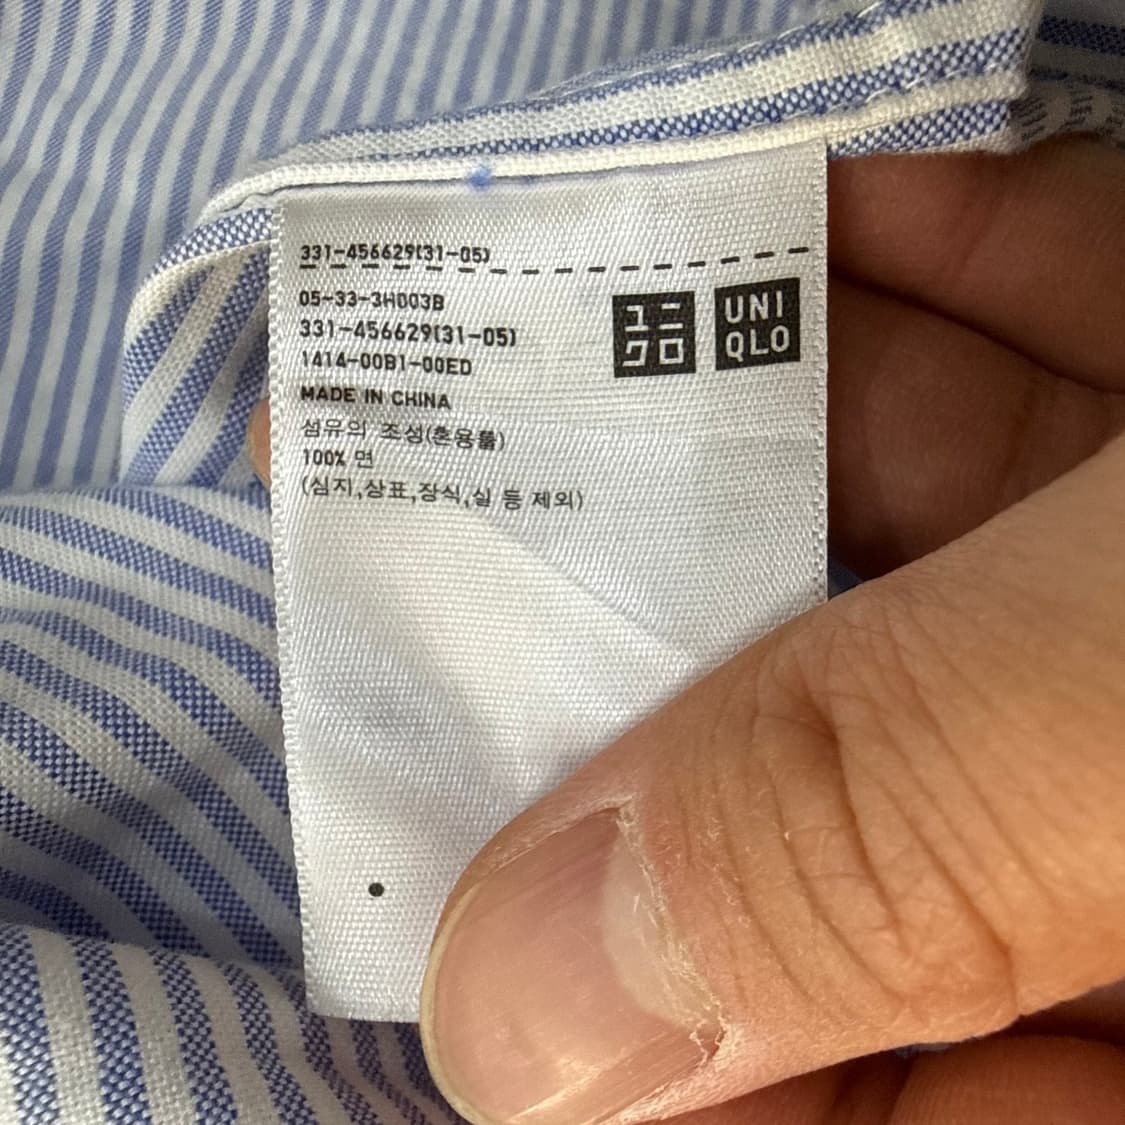 331-456629(31-05)
05-33-3H003B
331-456629(31-05)
1414-00B1-00ED
MADE IN CHINA
섬유의 조성(혼용률)
100% 면
(심지,상표,장식,실 등 제외)
ユニ
クロ
UNI
QLO